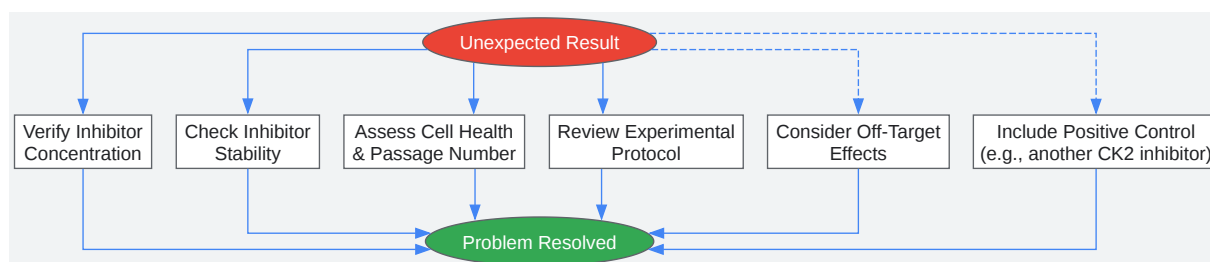 Unexpected Result
Verify Inhibitor
Concentration
Check Inhibitor
Stability
Assess Cell Health
& Passage Number
Review Experimental
Protocol
Consider Off-Target
Effects
Include Positive Control
(e.g., another CK2 inhibitor)
Problem Resolved